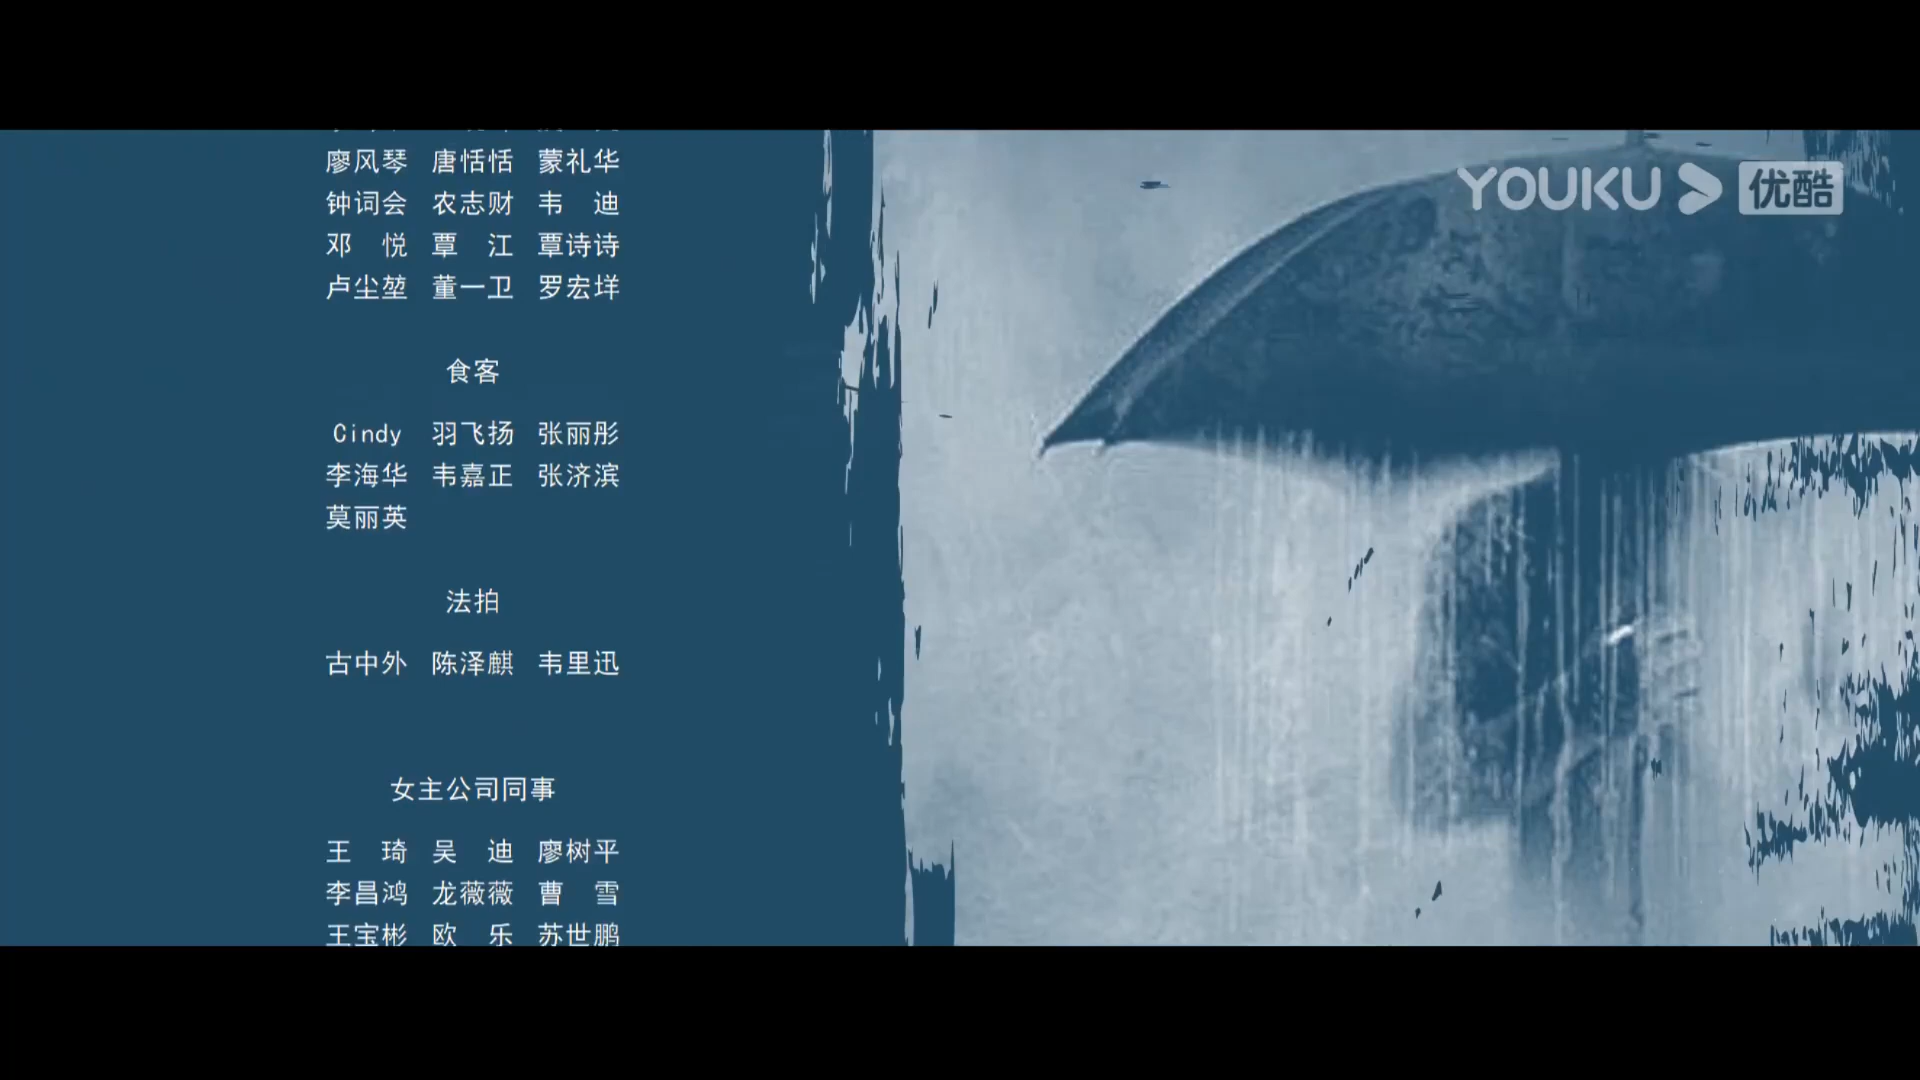 YOUKU 优酷
廖风琴 唐恬恬 蒙礼华
钟词会 农志财 韦 迪
邓 悦 覃 江 覃诗诗
卢尘堃 董一卫 罗宏垟
食客
Cindy 羽飞扬 张丽彤
李海华 韦嘉正 张济滨
莫丽英
法拍
古中外 陈泽麒 韦里迅
女主公司同事
王 琦 吴 迪 廖树平
李昌鸿 龙薇薇 曹 雪
王宝彬 欧 乐 苏世鹏